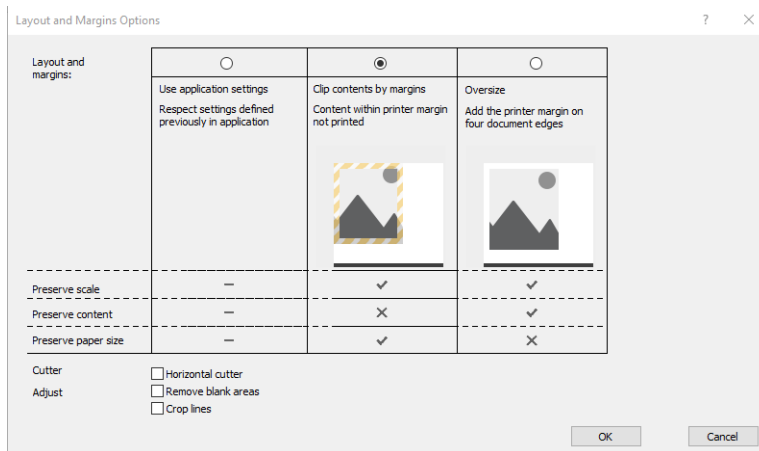 Layout and Margins Options
?
Layout and
margins:
Use application settings
Respect settings defined
previously in application
Clip contents by margins
Content within printer margin
not printed
Oversize
Add the printer margin on
four document edges
Preserve scale
Preserve content
Preserve paper size
Cutter
Horizontal cutter
Adjust
Remove blank areas
Crop lines
OK
Cancel